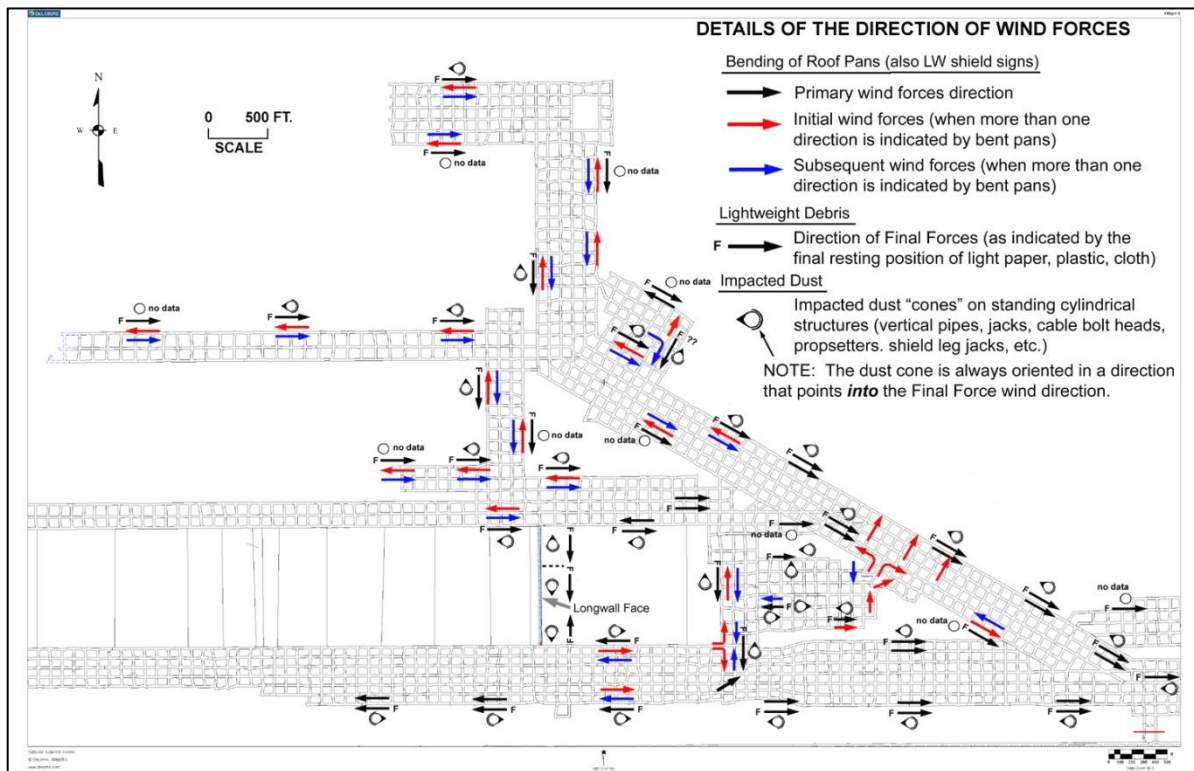 DELORME
DETAILS OF THE DIRECTION OF WIND FORCES
Bending of Roof Pans (also LW shield signs)
Primary wind forces direction
Initial wind forces (when more than one
direction is indicated by bent pans)
Subsequent wind forces (when more than one
direction is indicated by bent pans)
Lightweight Debris
F Direction of Final Forces (as indicated by the
final resting position of light paper, plastic, cloth)
Impacted Dust
Impacted dust “cones” on standing cylindrical
structures (vertical pipes, jacks, cable bolt heads,
propsetters. shield leg jacks, etc.)
NOTE: The dust cone is always oriented in a direction
that points into the Final Force wind direction.
N
W E
0 500 FT.
SCALE
F
F
no data
F
no data
F
F no data
F
??
F no data
F
F
F
F
F no data
F no data
F
F
F
F
no data
F
F
F
F
F
no data
F
F
F
F
F
Longwall Face
F
F
F
no data
F
no data
F
F
F
F
F
F
F
F
F
F
F
F
www.delorme.com